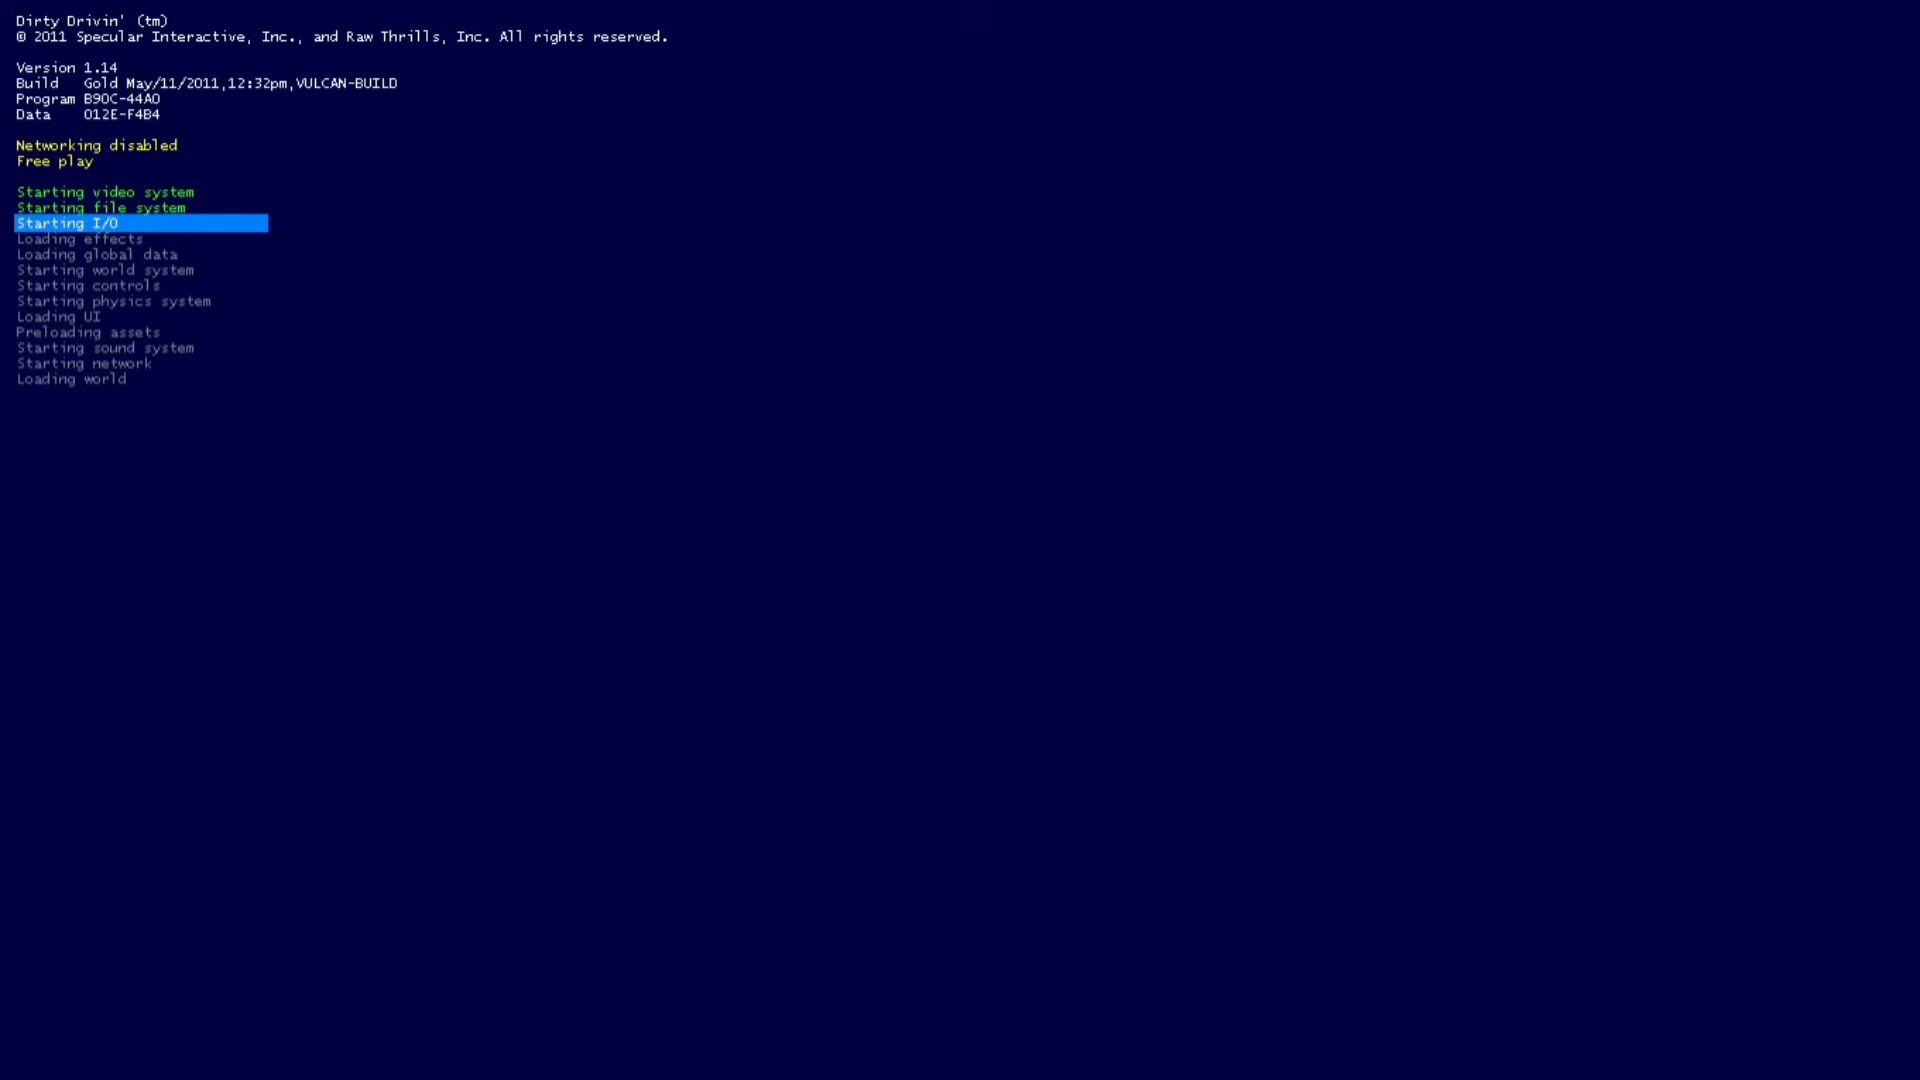 Dirty Drivin' (tm)
© 2011 Specular Interactive, Inc., and Raw Thrills, Inc. All rights reserved.
Version 1.14
Build Gold May/11/2011,12:32pm,VULCAN-BUILD
Program B90C-44A0
Data 012E-F4B4
Networking disabled
Free play
Starting video system
Starting file system
Starting I/O
Loading effects
Loading global data
Starting world system
Starting controls
Starting physics system
Loading UI
Preloading assets
Starting sound system
Starting network
Loading world